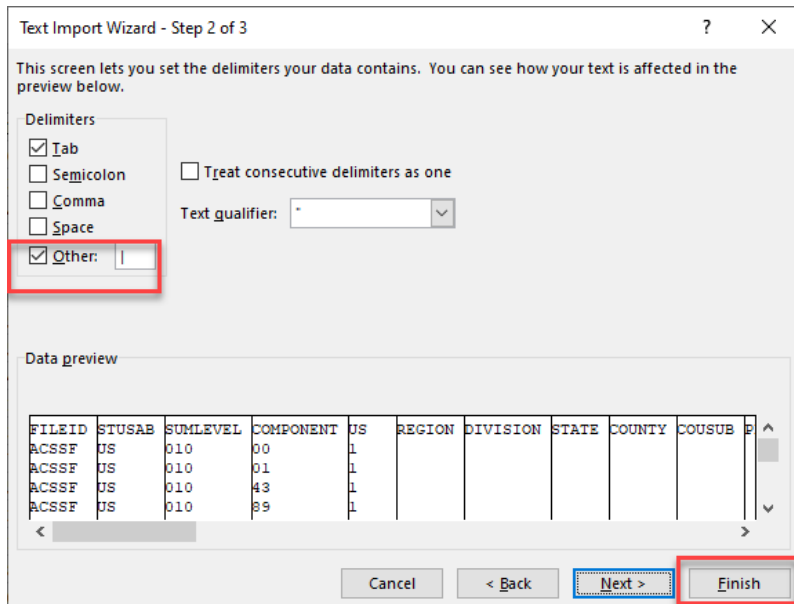 Text Import Wizard - Step 2 of 3 ?
This screen lets you set the delimiters your data contains. You can see how your text is affected in the
preview below.
Delimiters
Tab
Semicolon
Comma
Space
Other: |
Treat consecutive delimiters as one
Text qualifier: "
Data preview
FILEID STUSAB SUMLEVEL COMPONENT US REGION DIVISION STATE COUNTY COUSUB P
ACSSF US 010 00 1
ACSSF US 010 01 1
ACSSF US 010 43 1
ACSSF US 010 89 1
Cancel < Back Next > Finish